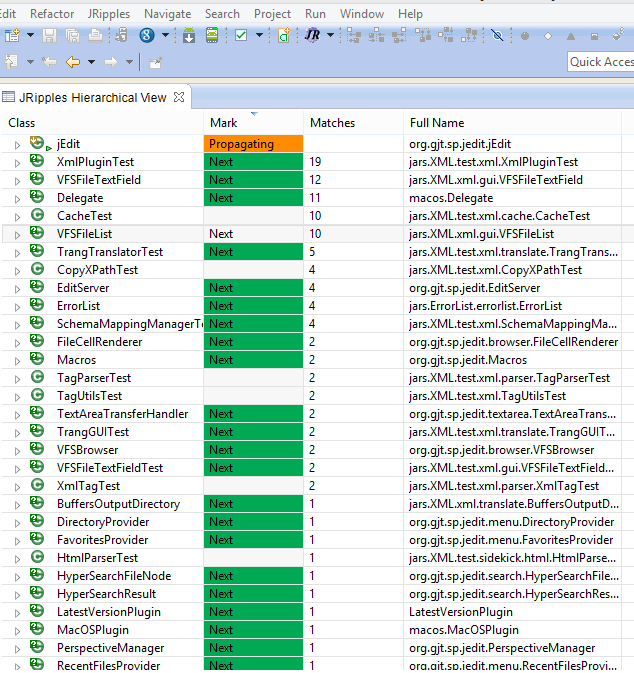 Edit Refactor JRipples Navigate Search Project Run Window Help
Quick Acces
JRipples Hierarchical View
Class Mark Matches Full Name
jEdit Propagating org.gjt.sp.jedit.jEdit
XmlPluginTest Next 19 jars.XML.test.xml.XmlPluginTest
VFSFileTextField Next 12 jars.XML.xml.gui.VFSFileTextField
Delegate Next 11 macos.Delegate
CacheTest 10 jars.XML.test.xml.cache.CacheTest
VFSFileList Next 10 jars.XML.xml.gui.VFSFileList
TrangTranslatorTest Next 5 jars.XML.test.xml.translate.TrangTrans...
CopyXPathTest 4 jars.XML.test.xml.CopyXPathTest
EditServer Next 4 org.gjt.sp.jedit.EditServer
ErrorList Next 4 jars.ErrorList.errorlist.ErrorList
SchemaMappingManagerTe Next 4 jars.XML.test.xml.SchemaMappingMa...
FileCellRenderer Next 2 org.gjt.sp.jedit.browser.FileCellRenderer
Macros Next 2 org.gjt.sp.jedit.Macros
TagParserTest 2 jars.XML.test.xml.parser.TagParserTest
TagUtilsTest 2 jars.XML.test.xml.TagUtilsTest
TextAreaTransferHandler Next 2 org.gjt.sp.jedit.textarea.TextAreaTrans...
TrangGUITest Next 2 jars.XML.test.xml.translate.TrangGUIT...
VFSBrowser Next 2 org.gjt.sp.jedit.browser.VFSBrowser
VFSFileTextFieldTest Next 2 jars.XML.test.xml.gui.VFSFileTextField...
XmlTagTest 2 jars.XML.test.xml.parser.XmlTagTest
BuffersOutputDirectory Next 1 jars.XML.xml.translate.BuffersOutputD...
DirectoryProvider Next 1 org.gjt.sp.jedit.menu.DirectoryProvider
FavoritesProvider Next 1 org.gjt.sp.jedit.menu.FavoritesProvider
HtmlParserTest 1 jars.XML.test.sidekick.html.HtmlParse...
HyperSearchFileNode Next 1 org.gjt.sp.jedit.search.HyperSearchFile...
HyperSearchResult Next 1 org.gjt.sp.jedit.search.HyperSearchRes...
LatestVersionPlugin Next 1 LatestVersionPlugin
MacOSPlugin Next 1 macos.MacOSPlugin
PerspectiveManager Next 1 org.gjt.sp.jedit.PerspectiveManager
RecentFilesProvider Next 1 org.gjt.sp.jedit.menu.RecentFilesProvi...